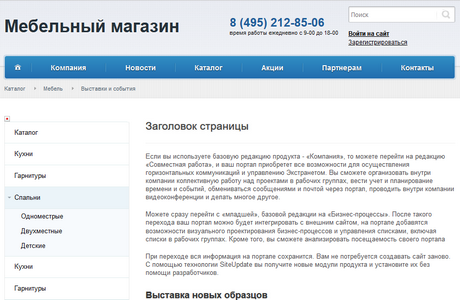 Мебельный магазин
8 (495) 212-85-06
время работы ежедневно с 9-00 до 18-00
Поиск
Войти на сайт
Зарегистрироваться
Компания Новости Каталог Акции Партнерам Контакты
Каталог Мебель Выставки и события
Каталог
Кухни
Гарнитуры
Спальни
Одноместные
Двухместные
Детские
Кухни
Гарнитуры
Заголовок страницы
Если вы используете базовую редакцию продукта - «Компания», то можете перейти на редакцию
«Совместная работа», и ваш портал приобретет все возможности для осуществления
горизонтальных коммуникаций и управлению Экстранетом. Вы сможете организовать внутри
компании коллективную работу над проектами в рабочих группах, вести учет и планирование
времени и событий, обмениваться сообщениями и почтой через портал, проводить внутри компании
видеоконференции и делать многое другое.
Можете сразу перейти с «младшей», базовой редакции на «Бизнес-процессы». После такого
перехода ваш портал можно будет интегрировать с внешним сайтом, на портале добавятся
возможности визуального проектирования бизнес-процессов и управления списками, включая
списки в рабочих группах. Кроме того, вы сможете анализировать посещаемость своего портала
При переходе вся информация на портале сохранится. Вам не потребуется создавать сайт заново.
С помощью технологии SiteUpdate вы получите новые модули продукта и установите их без
помощи разработчиков.
Выставка новых образцов